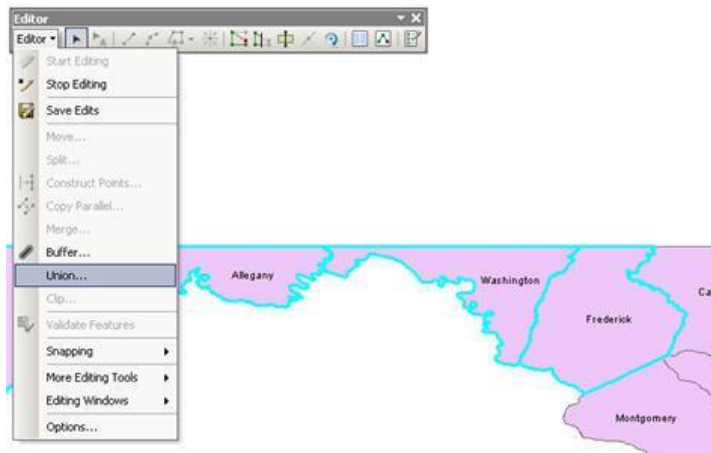 Editor
Editor
Start Editing
Stop Editing
Save Edits
Move...
Split...
Construct Points...
Copy Parallel...
Merge...
Buffer...
Union...
Clip...
Validate Features
Snapping
More Editing Tools
Editing Windows
Options...
Allegany
Washington
Frederick
Ca
Montgomery